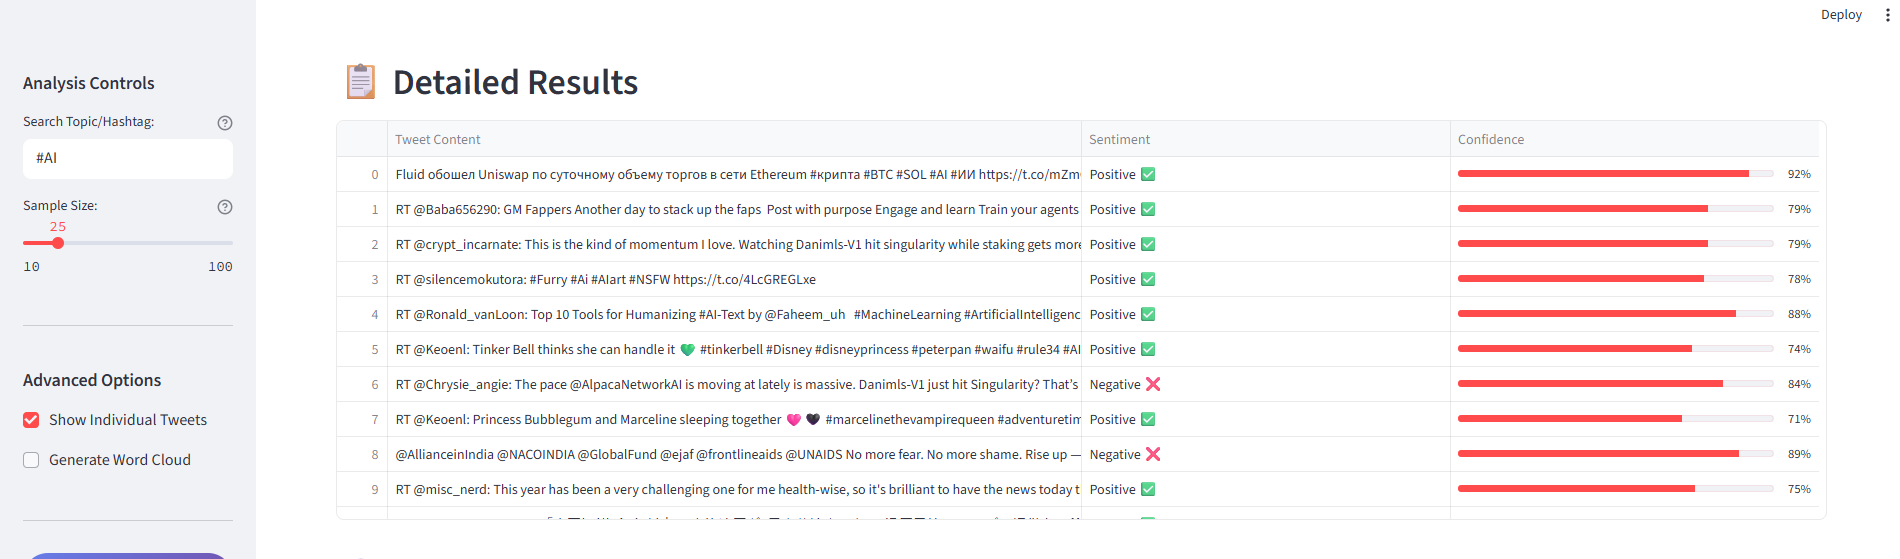 Deploy
Analysis Controls
Search Topic/Hashtag:
#AI
Sample Size:
25
10 100
Advanced Options
Show Individual Tweets
Generate Word Cloud
Detailed Results
Tweet Content Sentiment Confidence
0 Fluid обошел Uniswap по суточному объему торгов в сети Ethereum #крипта #BTC #SOL #AI #ИИ https://t.co/mZm Positive ✅ 92%
1 RT @Baba656290: GM Fappers Another day to stack up the faps Post with purpose Engage and learn Train your agents Positive ✅ 79%
2 RT @crypt_incarnate: This is the kind of momentum I love. Watching Danimls-V1 hit singularity while staking gets more Positive ✅ 79%
3 RT @silencemokutora: #Furry #Ai #AIart #NSFW https://t.co/4LcGREGLxe Positive ✅ 78%
4 RT @Ronald_vanLoon: Top 10 Tools for Humanizing #AI-Text by @Faheem_uh #MachineLearning #ArtificialIntelligenc Positive ✅ 88%
5 RT @Keoenl: Tinker Bell thinks she can handle it 💚 #tinkerbell #Disney #disneyprincess #peterpan #waifu #rule34 #AI Positive ✅ 74%
6 RT @Chrysie_angie: The pace @AlpacaNetworkAI is moving at lately is massive. Danimls-V1 just hit Singularity? That's Negative ❌ 84%
7 RT @Keoenl: Princess Bubblegum and Marceline sleeping together 🩷 🖤 #marcelinethevampirequeen #adventuretim Positive ✅ 71%
8 @AllianceinIndia @NACOINDIA @GlobalFund @ejaf @frontlineaids @UNAIDS No more fear. No more shame. Rise up — Negative ❌ 89%
9 RT @misc_nerd: This year has been a very challenging one for me health-wise, so it's brilliant to have the news today t Positive ✅ 75%